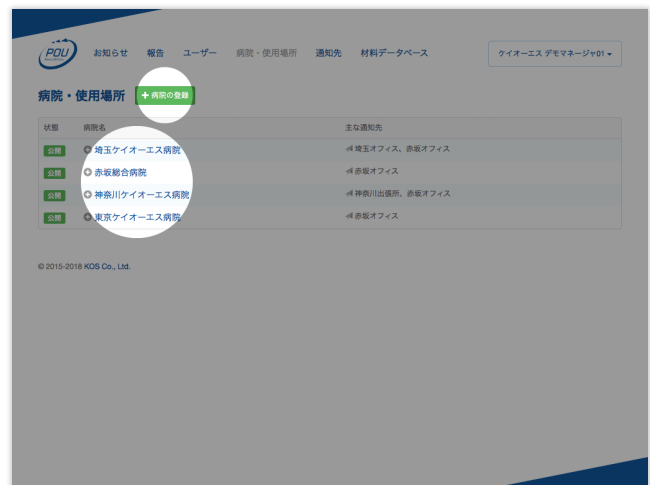 POU
お知らせ 報告 ユーザー 病院・使用場所 通知先 材料データベース ケイオーエス デモマネージャ01
病院・使用場所 + 病院の登録
状態 病院名 主な通知先
公開 埼玉ケイオーエス病院 埼玉オフィス、赤坂オフィス
公開 赤坂総合病院 赤坂オフィス
公開 神奈川ケイオーエス病院 神奈川出張所、赤坂オフィス
公開 東京ケイオーエス病院 赤坂オフィス
© 2015-2018 KOS Co., Ltd.